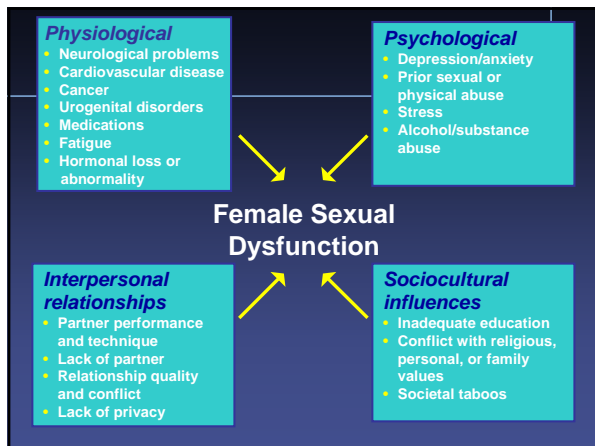 Physiological
• Neurological problems
• Cardiovascular disease
• Cancer
• Urogenital disorders
• Medications
• Fatigue
• Hormonal loss or
abnormality
Psychological
• Depression/anxiety
• Prior sexual or
physical abuse
• Stress
• Alcohol/substance
abuse
Female Sexual
Dysfunction
Interpersonal
relationships
• Partner performance
and technique
• Lack of partner
• Relationship quality
and conflict
• Lack of privacy
Sociocultural
influences
• Inadequate education
• Conflict with religious,
personal, or family
values
• Societal taboos